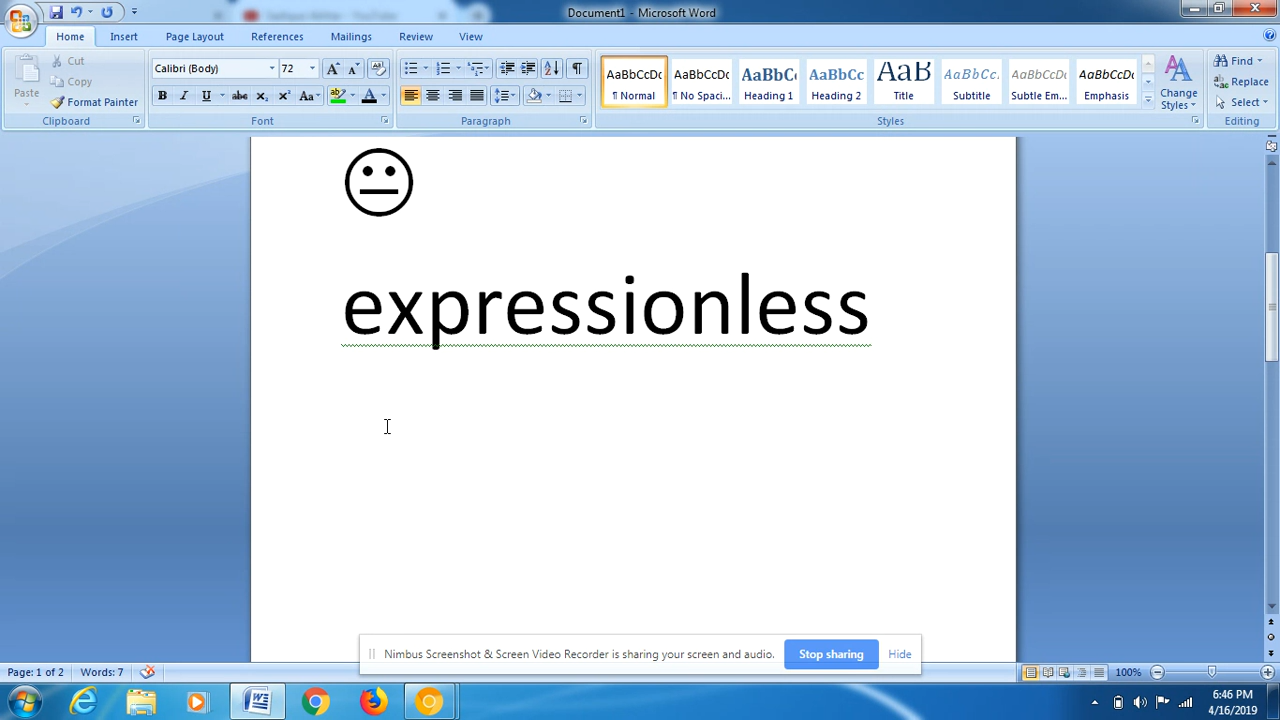 Document1 - Microsoft Word
Home Insert Page Layout References Mailings Review View
Paste
Cut
Copy
Format Painter
Clipboard
Calibri (Body) 72
Font
Paragraph
AaBbCcDc AaBbCcDc AaBbCc AaBbCc AaB AaBbCc. AaBbCcDc AaBbCcDc
¶ Normal ¶ No Spaci... Heading 1 Heading 2 Title Subtitle Subtle Em... Emphasis
Change Styles
Styles
Find
Replace
Select
Editing
expressionless
Nimbus Screenshot & Screen Video Recorder is sharing your screen and audio. Stop sharing Hide
Page: 1 of 2 Words: 7 100%
6:46 PM
4/16/2019